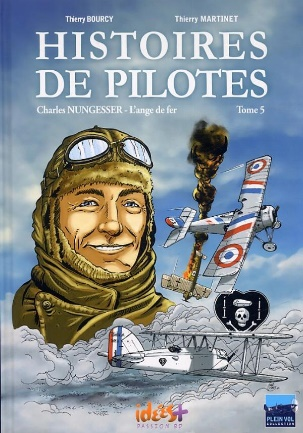 Thierry BOURCY Thierry MARTINET
HISTOIRES
DE PILOTES
Charles NUNGESSER - L'ange de fer Tome 5
idées+
PASSION BD
PLEIN VOL
COLLECTION